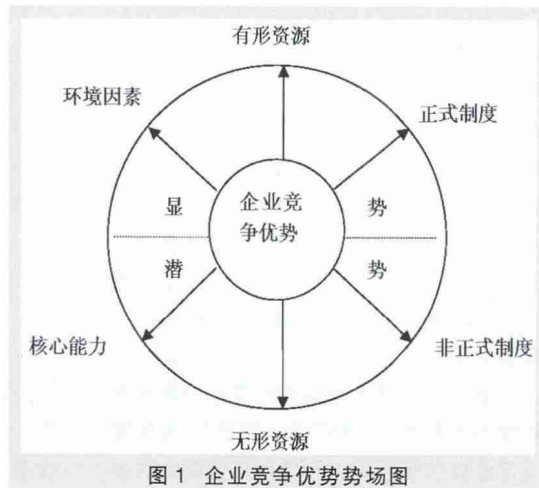 有形资源
环境因素
正式制度
显
企业竞
争优势
势
潜
势
核心能力
非正式制度
无形资源
图1 企业竞争优势势场图